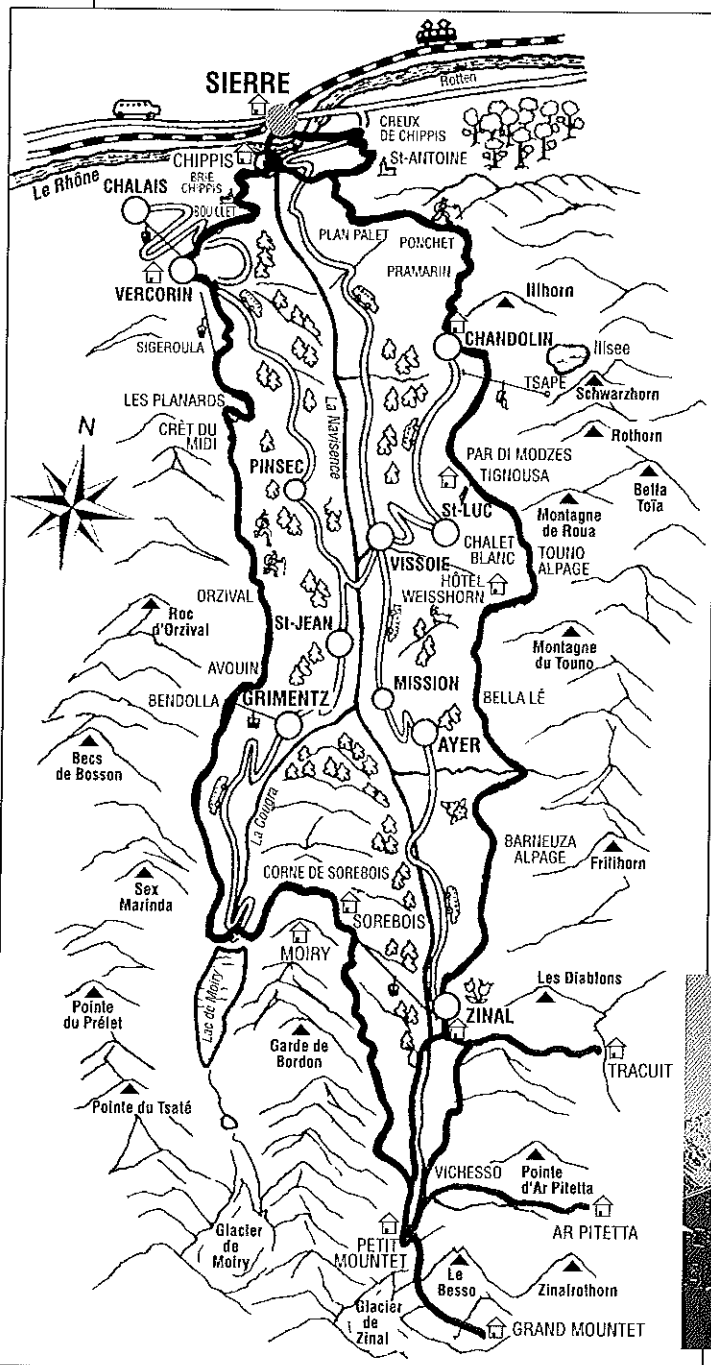 SIERRE
Rotten
CREUX
DE CHIPPIS
CHIPPIS
St-ANTOINE
Le Rhône
BRIE
CHIPPIS
CHALAIS
BOUCLET
PLAN PALET
PONCHET
PRAMARIN
VERCORIN
Illhorn
CHANDOLIN
Illsee
SIGEROULA
TSAPÉ
Schwarzhorn
LES PLANARDS
La Navisence
Rothorn
CRÊT DU
MIDI
N
PAR DI MODZES
TIGNOUSA
PINSEC
Bella
Toïa
St-LUC
Montagne
de Roua
CHALET
BLANC
TOUNO
ALPAGE
VISSOIE
HÔTEL
WEISSHORN
ORZIVAL
Roc
d'Orzival
St-JEAN
Montagne
du Touno
AVOUIN
MISSION
BENDOLLA
GRIMENTZ
BELLA LÉ
AYER
Becs
de Bosson
La Gougra
BARNEUZA
ALPAGE
Frilihorn
CORNE DE SOREBOIS
Sex
Marinda
SOREBOIS
MOIRY
Lac de Moiry
Les Diablons
Pointe
du Prélet
ZINAL
Garde de
Bordon
TRACUIT
Pointe du Tsaté
VICHESSO
Pointe
d'Ar Pitetta
Glacier
de
Moiry
PETIT
MOUNTET
AR PITETTA
Le
Besso
Zinalrothorn
Glacier
de
Zinal
GRAND MOUNTET